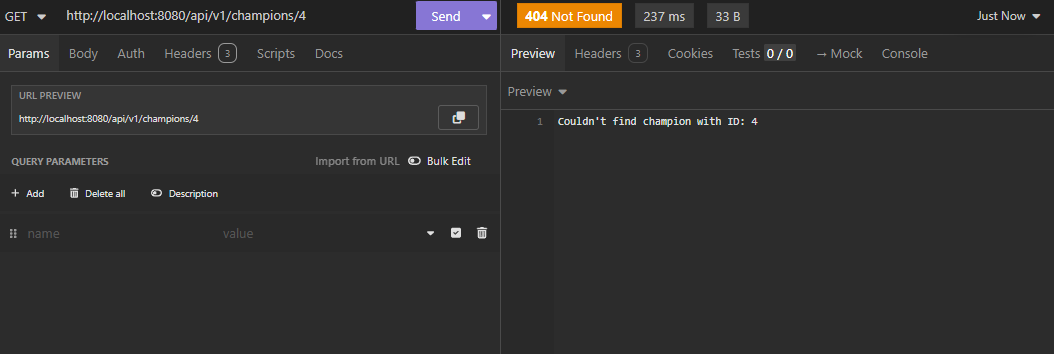 GET http://localhost:8080/api/v1/champions/4 Send
404 Not Found 237 ms 33 B Just Now
Params Body Auth Headers 3 Scripts Docs
Preview Headers 3 Cookies Tests 0 / 0 → Mock Console
URL PREVIEW
http://localhost:8080/api/v1/champions/4
Preview
1 Couldn't find champion with ID: 4
QUERY PARAMETERS Import from URL Bulk Edit
+ Add Delete all Description
name value